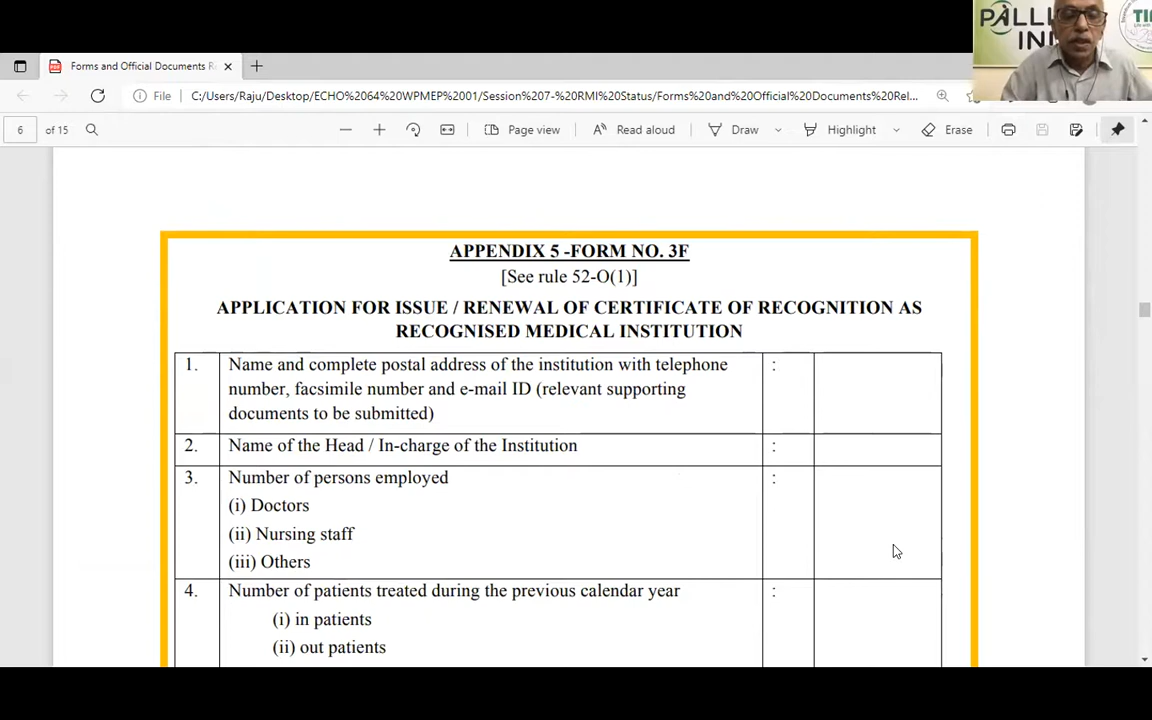 PALLI
IN
TI
Forms and Official Documents R
File C:/Users/Raju/Desktop/ECHO%2064%20WPMEP%2001/Session%207-%20RMI%20Status/Forms%20and%20Official%20Documents%20Rel...
6 of 15 Page view Read aloud Draw Highlight Erase
APPENDIX 5 -FORM NO. 3F
[See rule 52-O(1)]
APPLICATION FOR ISSUE / RENEWAL OF CERTIFICATE OF RECOGNITION AS
RECOGNISED MEDICAL INSTITUTION
1. Name and complete postal address of the institution with telephone :
number, facsimile number and e-mail ID (relevant supporting
documents to be submitted)
2. Name of the Head / In-charge of the Institution :
3. Number of persons employed :
(i) Doctors
(ii) Nursing staff
(iii) Others
4. Number of patients treated during the previous calendar year :
(i) in patients
(ii) out patients